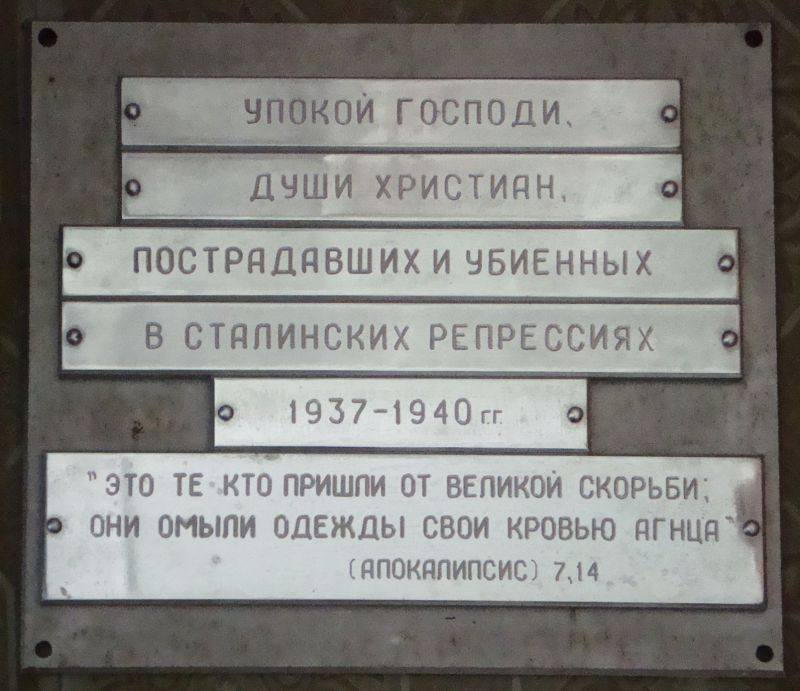 УПОКОЙ ГОСПОДИ,
ДУШИ ХРИСТИАН,
ПОСТРАДАВШИХ И УБИЕННЫХ
В СТАЛИНСКИХ РЕПРЕССИЯХ
1937-1940 г.г.
"ЭТО ТЕ КТО ПРИШЛИ ОТ ВЕЛИКОЙ СКОРЬБИ;
ОНИ ОМЫЛИ ОДЕЖДЫ СВОИ КРОВЬЮ АГНЦА"
(АПОКАЛИПСИС) 7,14